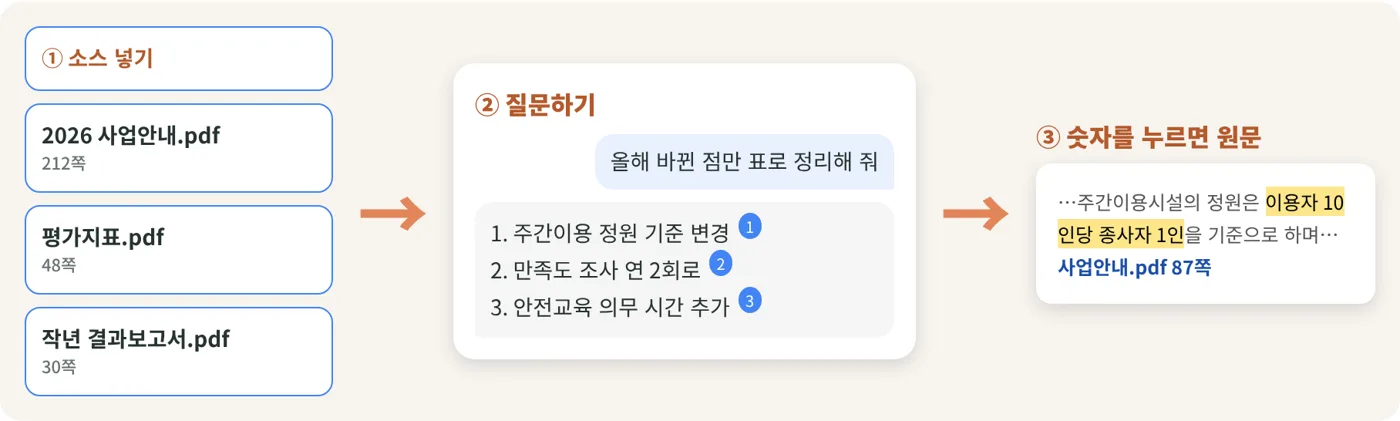 ① 소스 넣기
2026 사업안내.pdf
212쪽
평가지표.pdf
48쪽
작년 결과보고서.pdf
30쪽
② 질문하기
올해 바뀐 점만 표로 정리해 줘
1. 주간이용 정원 기준 변경 1
2. 만족도 조사 연 2회로 2
3. 안전교육 의무 시간 추가 3
③ 숫자를 누르면 원문
…주간이용시설의 정원은 이용자 10
인당 종사자 1인을 기준으로 하며…
사업안내.pdf 87쪽